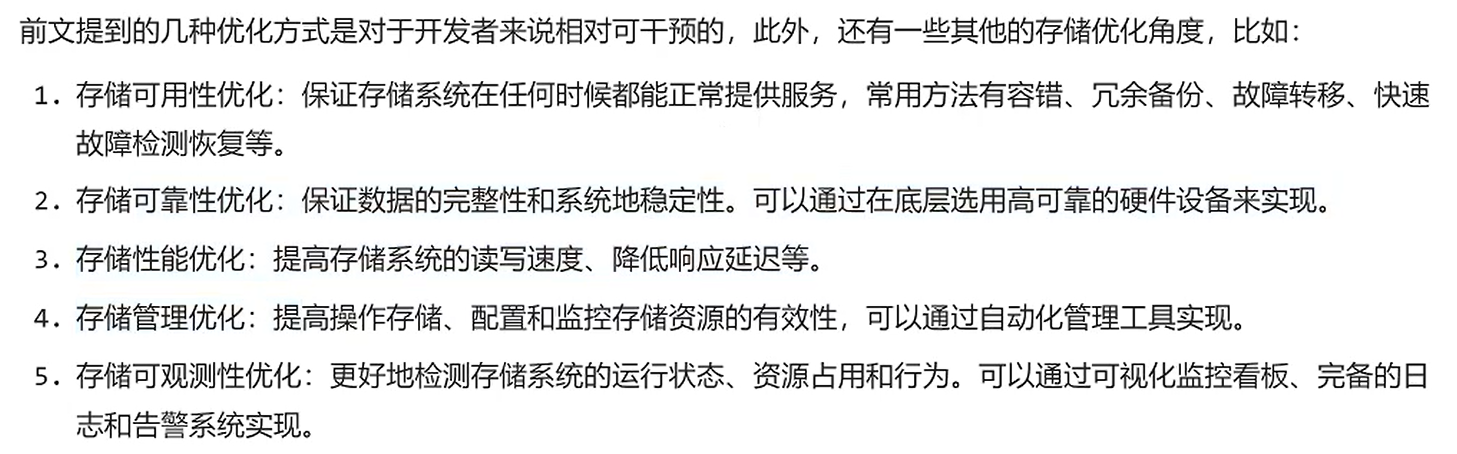 前文提到的几种优化方式是对于开发者来说相对可干预的，此外，还有一些其他的存储优化角度，比如：
1. 存储可用性优化：保证存储系统在任何时候都能正常提供服务，常用方法有容错、冗余备份、故障转移、快速
故障检测恢复等。
2. 存储可靠性优化：保证数据的完整性和系统地稳定性。可以通过在底层选用高可靠的硬件设备来实现。
3. 存储性能优化：提高存储系统的读写速度、降低响应延迟等。
4. 存储管理优化：提高操作存储、配置和监控存储资源的有效性，可以通过自动化管理工具实现。
5. 存储可观测性优化：更好地检测存储系统的运行状态、资源占用和行为。可以通过可视化监控看板、完备的日
志和告警系统实现。